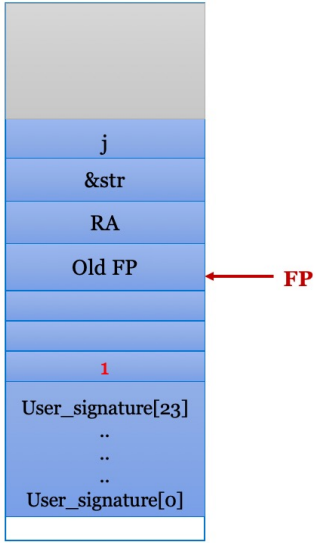 j
&str
RA
Old FP
FP
1
User_signature[23]
..
..
..
User_signature[0]